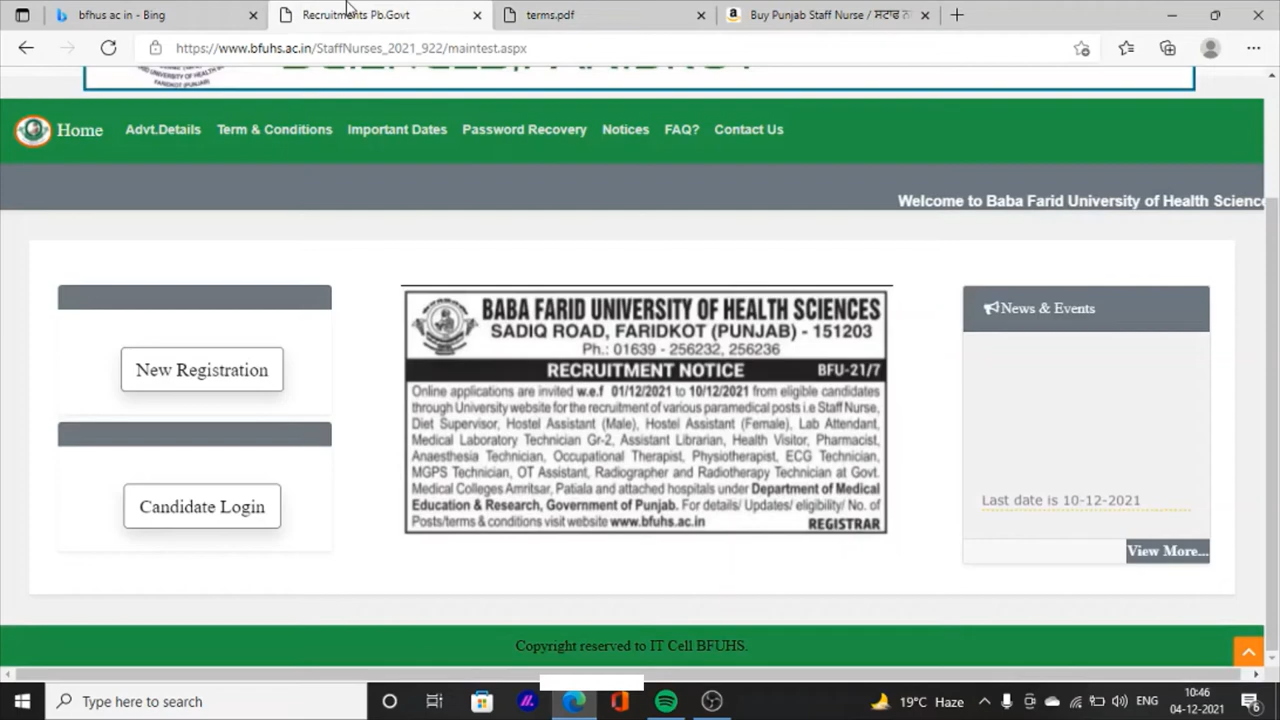 bfhus ac in - Bing
Recruitments Pb.Govt
terms.pdf
Buy Punjab Staff Nurse / ਸਟਾਫ
https://www.bfuhs.ac.in/StaffNurses_2021_922/maintest.aspx
Home
Advt.Details
Term & Conditions
Important Dates
Password Recovery
Notices
FAQ?
Contact Us
Welcome to Baba Farid University of Health Science
New Registration
Candidate Login
BABA FARID UNIVERSITY OF HEALTH SCIENCES
SADIQ ROAD, FARIDKOT (PUNJAB) - 151203
Ph.: 01639 - 256232, 256236
RECRUITMENT NOTICE BFU-21/7
Online applications are invited w.e.f 01/12/2021 to 10/12/2021 from eligible candidates
through University website for the recruitment of various paramedical posts i.e Staff Nurse,
Diet Supervisor, Hostel Assistant (Male), Hostel Assistant (Female), Lab Attendant,
Medical Laboratory Technician Gr-2, Assistant Librarian, Health Visitor, Pharmacist,
Anaesthesia Technician, Occupational Therapist, Physiotherapist, ECG Technician,
MGPS Technician, OT Assistant, Radiographer and Radiotherapy Technician at Govt.
Medical Colleges Amritsar, Patiala and attached hospitals under Department of Medical
Education & Research, Government of Punjab. For details/ Updates/ eligibility/ No. of
Posts/terms & conditions visit website www.bfuhs.ac.in
REGISTRAR
News & Events
Last date is 10-12-2021
View More...
Copyright reserved to IT Cell BFUHS.
Type here to search
19°C Haze
ENG
10:46
04-12-2021
6